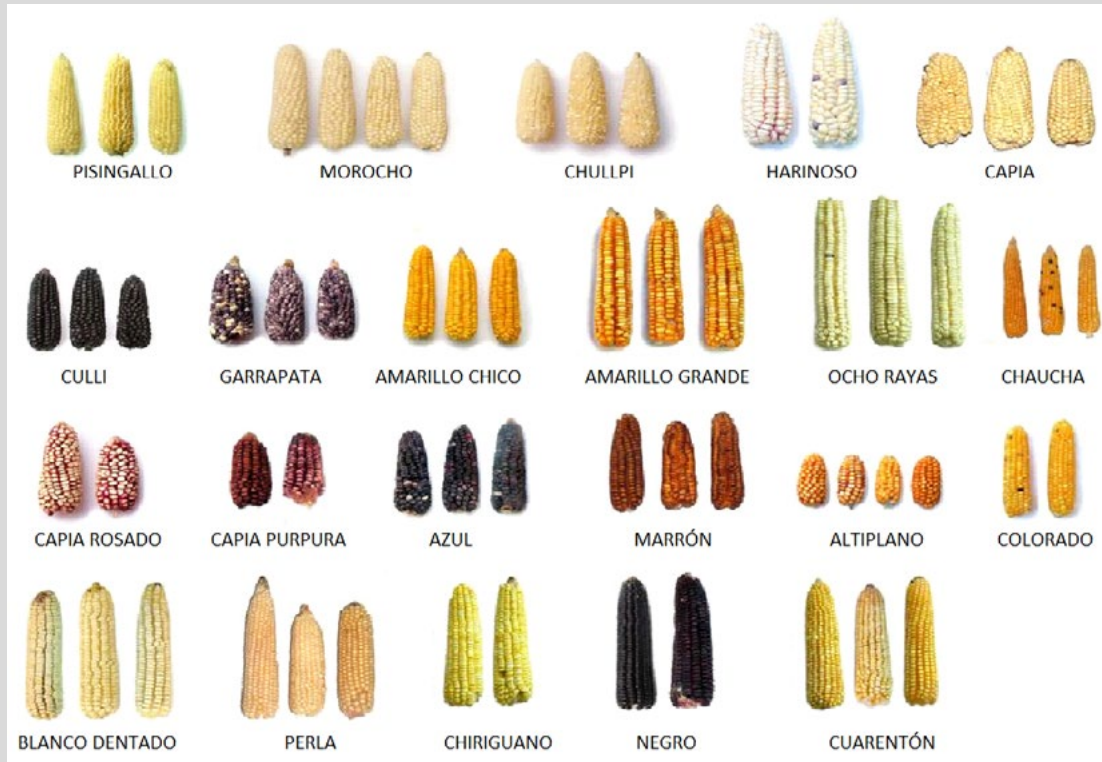 PISINGALLO
MOROCHO
CHULLPI
HARINOSO
CAPIA
CULLI
GARRAPATA
AMARILLO CHICO
AMARILLO GRANDE
OCHO RAYAS
CHAUCHA
CAPIA ROSADO
CAPIA PURPURA
AZUL
MARRÓN
ALTIPLANO
COLORADO
BLANCO DENTADO
PERLA
CHIRIGUANO
NEGRO
CUARENTÓN